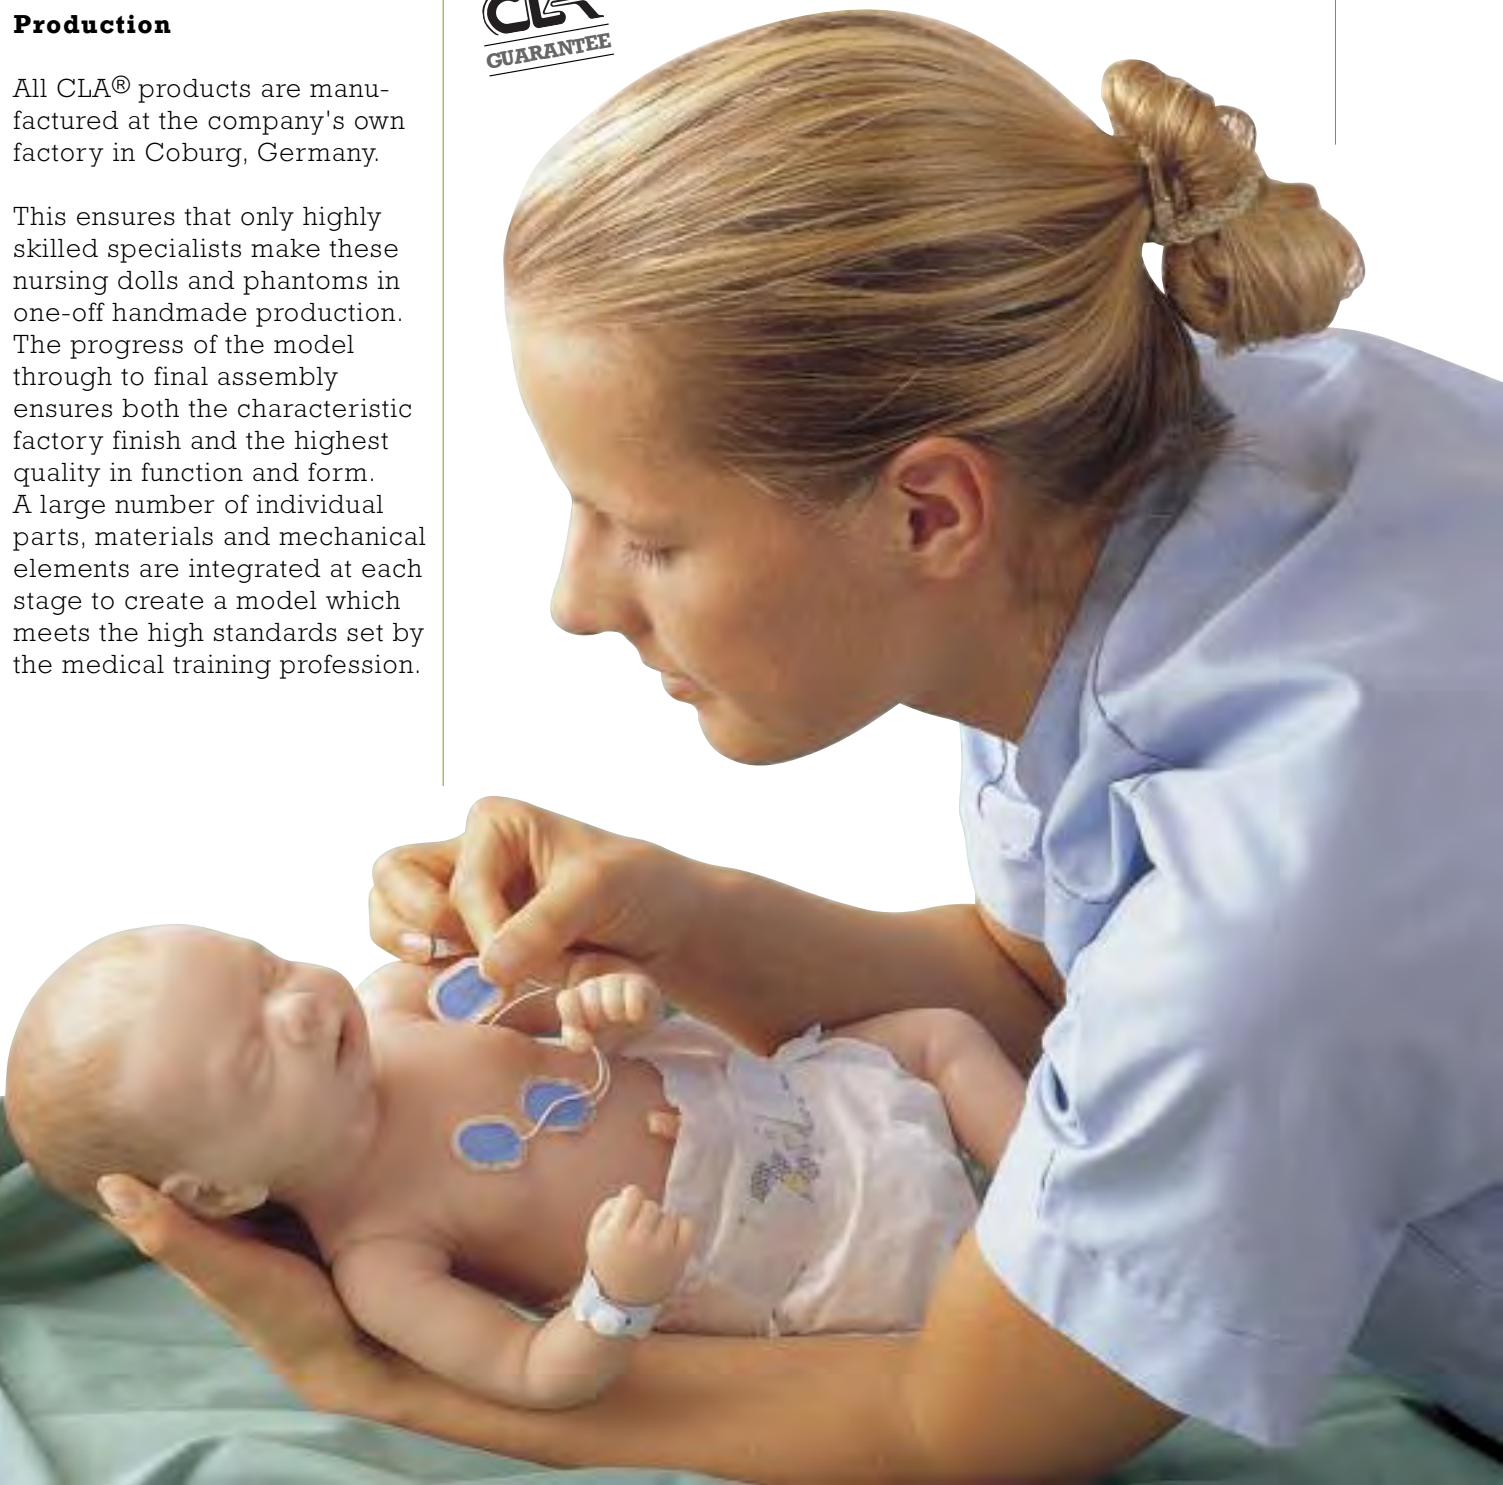 Production
All CLA® products are manu-
factured at the company's own
factory in Coburg, Germany.
This ensures that only highly
skilled specialists make these
nursing dolls and phantoms in
one-off handmade production.
The progress of the model
through to final assembly
ensures both the characteristic
factory finish and the highest
quality in function and form.
A large number of individual
parts, materials and mechanical
elements are integrated at each
stage to create a model which
meets the high standards set by
the medical training profession.
CLA
GUARANTEE